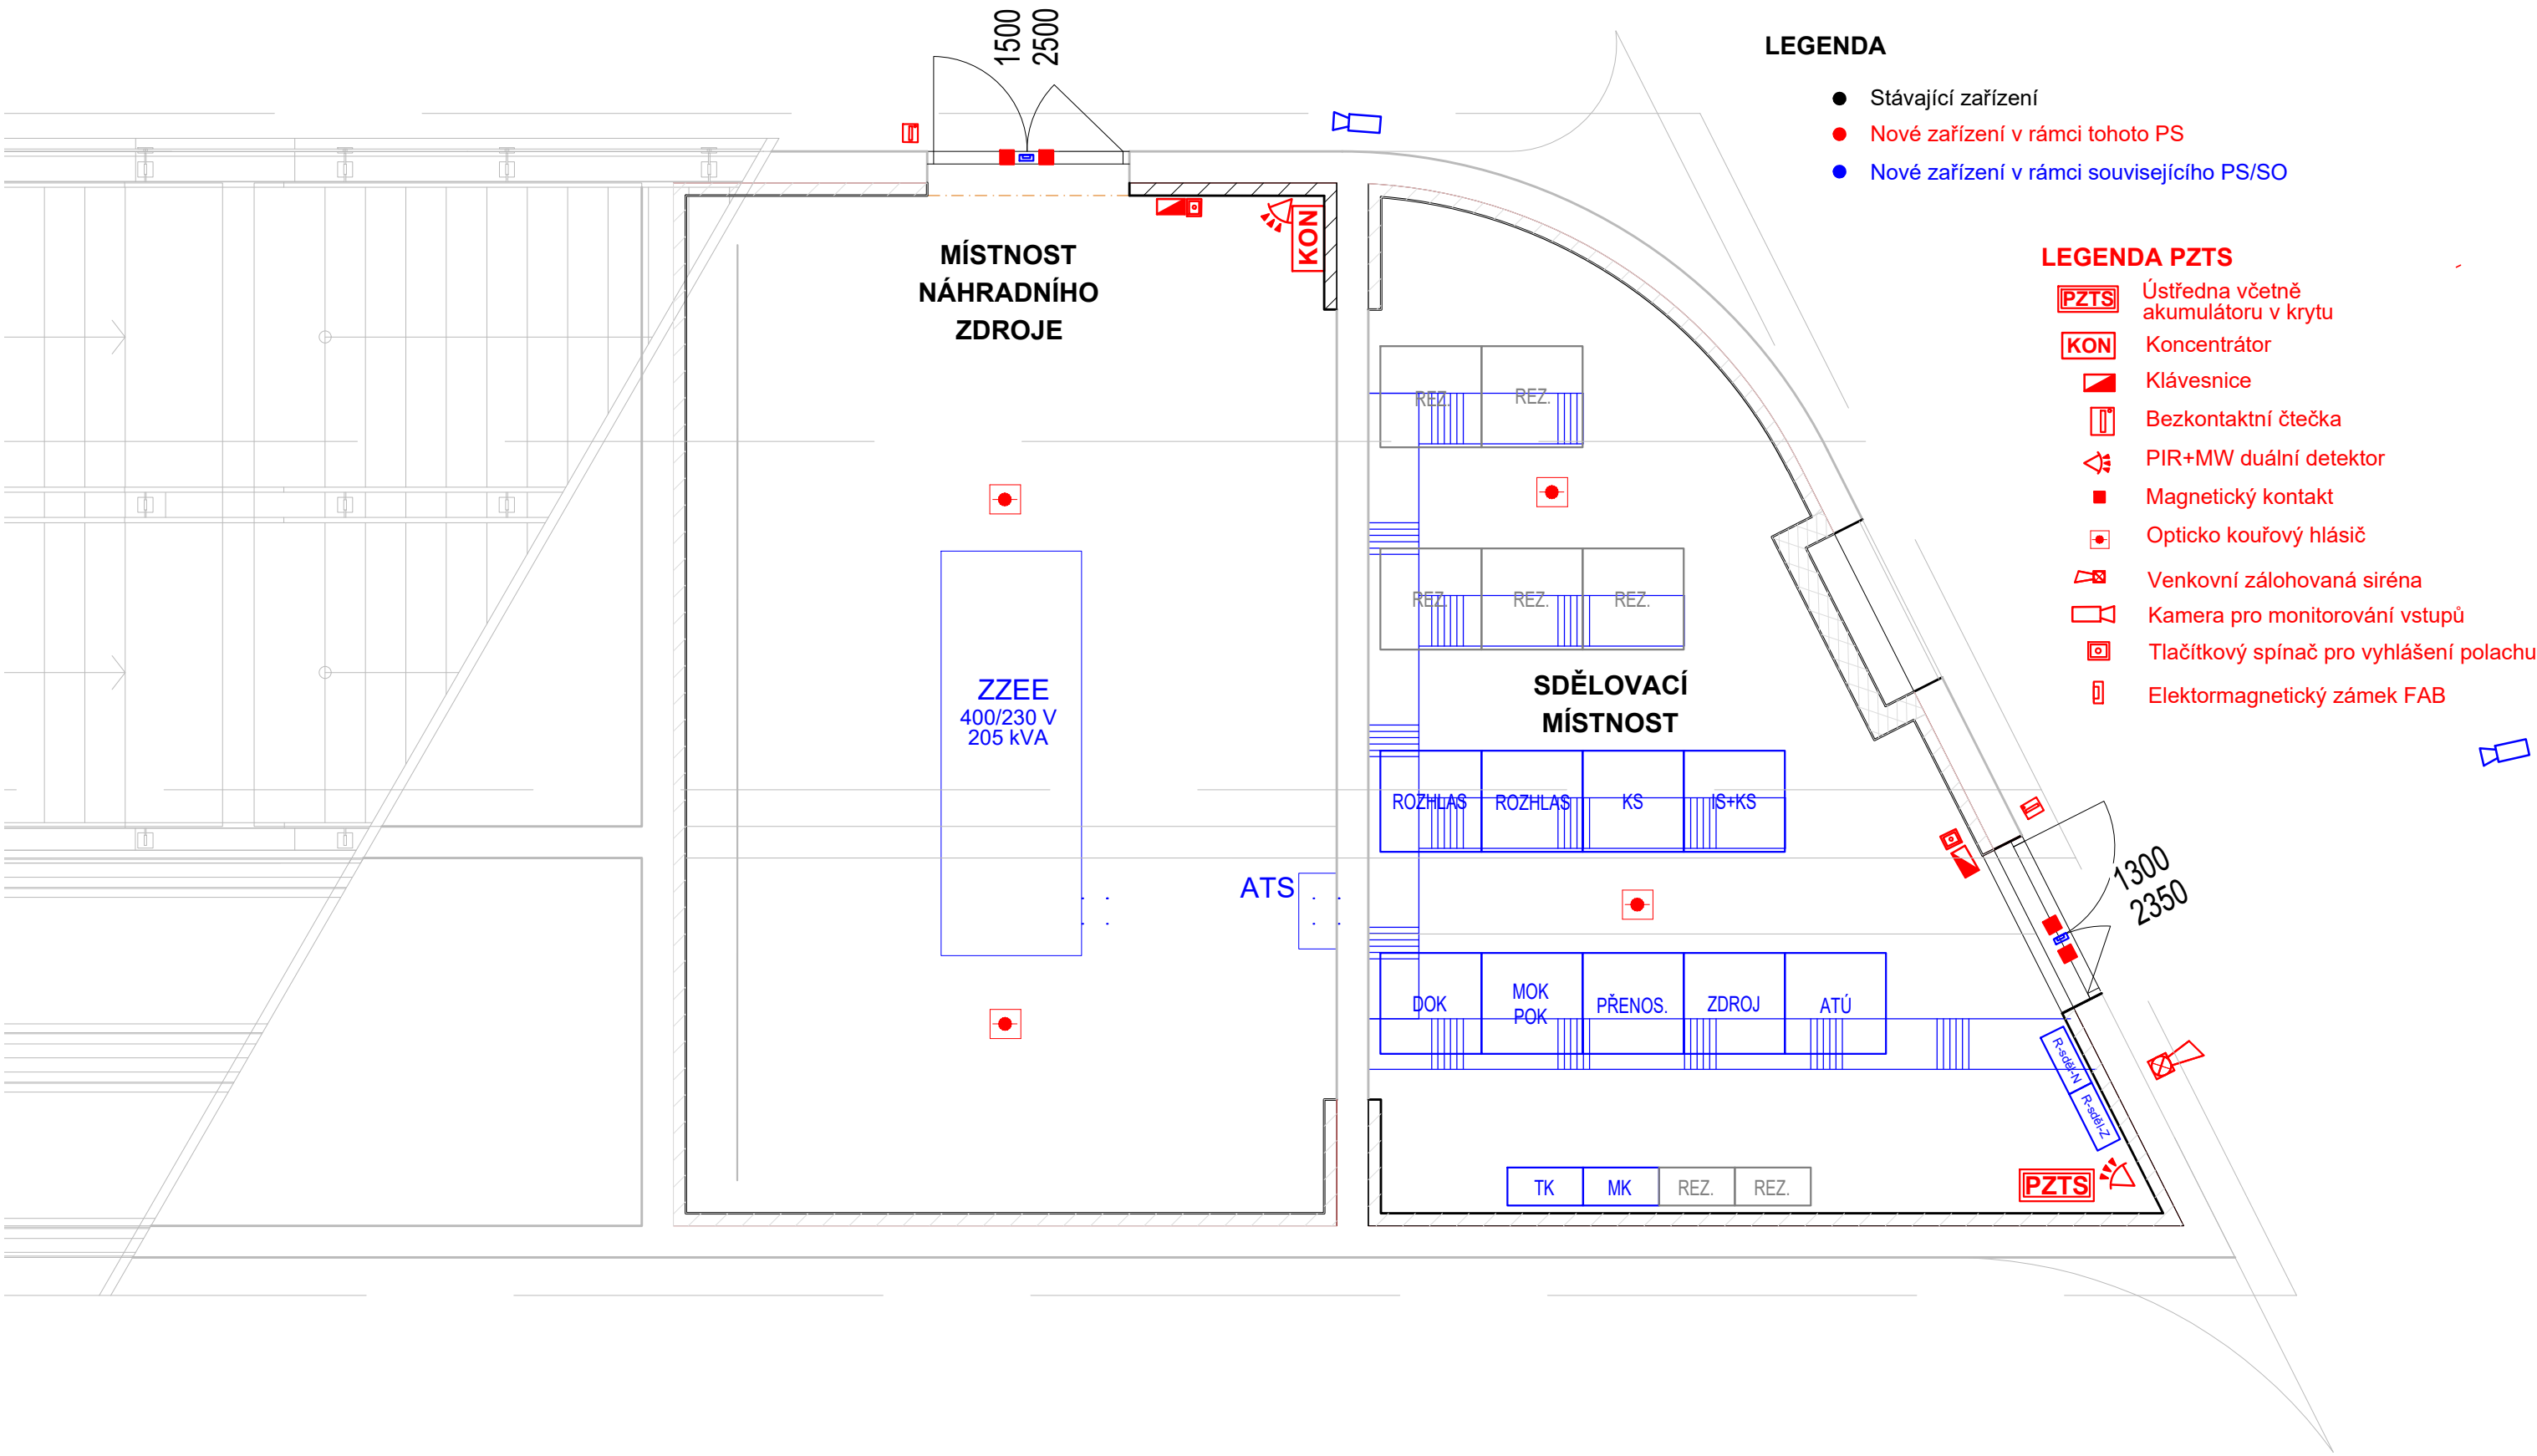 1500
2500
LEGENDA
Stávající zařízení
Nové zařízení v rámci tohoto PS
Nové zařízení v rámci souvisejícího PS/SO
LEGENDA PZTS
PZTS Ústředna včetně
akumulátoru v krytu
KON Koncentrátor
Klávesnice
Bezkontaktní čtečka
PIR+MW duální detektor
Magnetický kontakt
Opticko kouřový hlásič
Venkovní zálohovaná siréna
Kamera pro monitorování vstupů
Tlačítkový spínač pro vyhlášení polachu
Elektormagnetický zámek FAB
MÍSTNOST
NÁHRADNÍHO
ZDROJE
KON
REZ. REZ.
REZ. REZ. REZ.
ZZEE
400/230 V
205 kVA
SDĚLOVACÍ
MÍSTNOST
ROZHLAS ROZHLAS KS IS+KS
ATS
1300
2350
DOK
MOK
POK
PŘENOS.
ZDROJ
ATÚ
R-sděl-N
R-sděl-Z
TK MK REZ. REZ.
PZTS